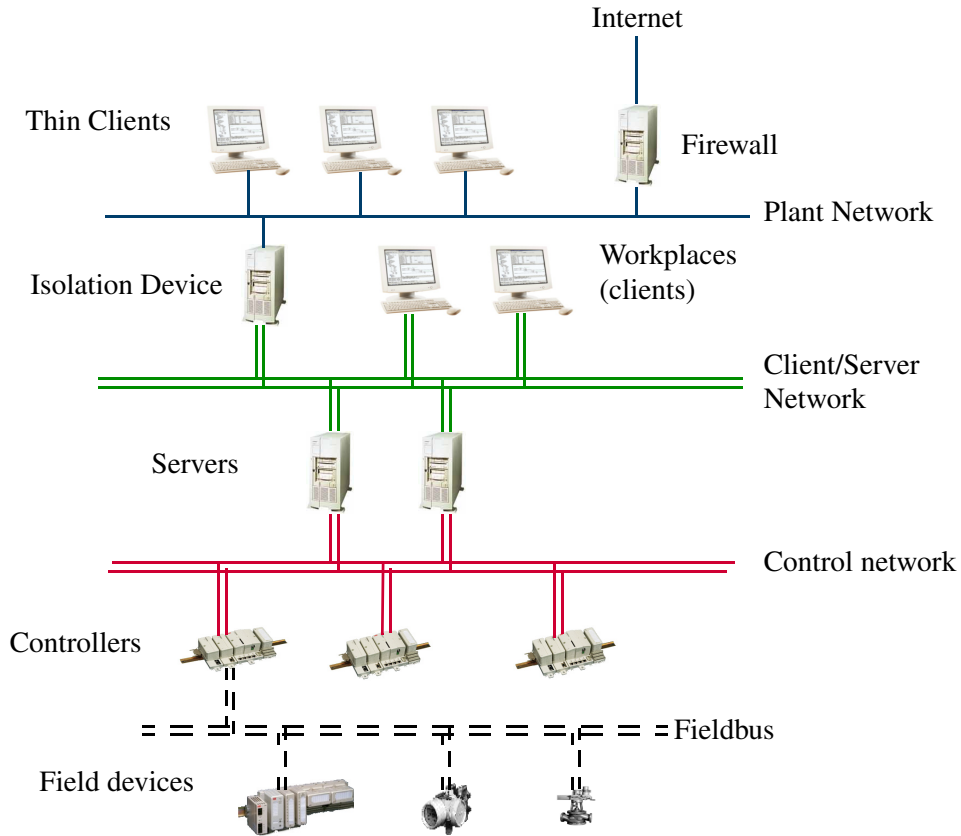 Internet
Thin Clients
Firewall
Plant Network
Isolation Device
Workplaces
(clients)
Client/Server
Network
Servers
Control network
Controllers
Fieldbus
Field devices